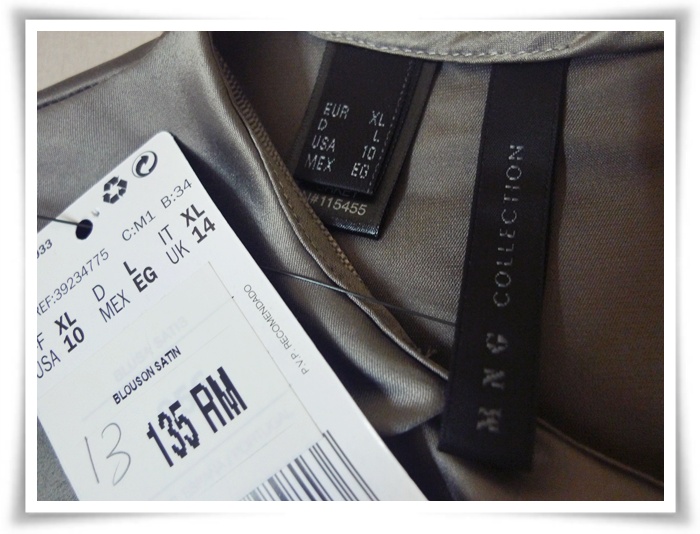 EUR XL
D L
USA 10
MEX EG
#115455
MNG COLLECTION
C:M1 B:34
REF:39234775
F XL D L IT XL
USA 10 MEX EG UK 14
P.V.P. RECOMENDADO
BLOUSON SATIN
13 135 RM